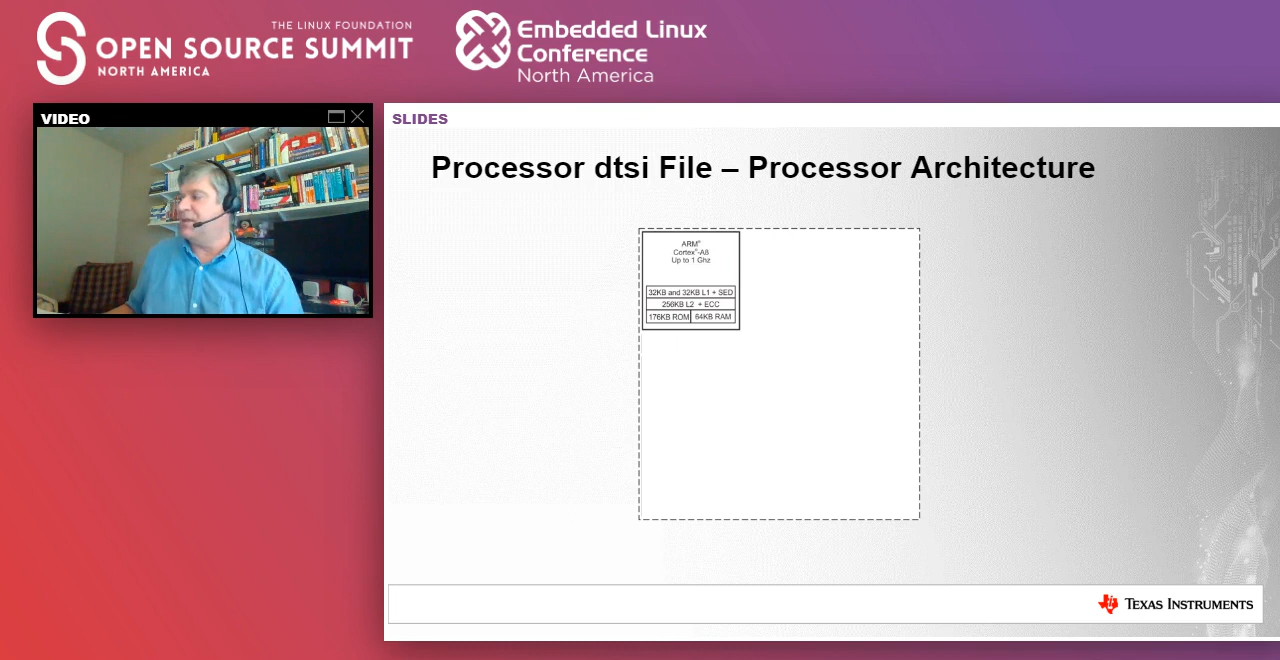 THE LINUX FOUNDATION
OPEN SOURCE SUMMIT
NORTH AMERICA
Embedded Linux
Conference
North America
VIDEO
SLIDES
Processor dtsi File – Processor Architecture
ARM®
Cortex®-A8
Up to 1 Ghz
32KB and 32KB L1 + SED
256KB L2 + ECC
176KB ROM 64KB RAM
TEXAS INSTRUMENTS